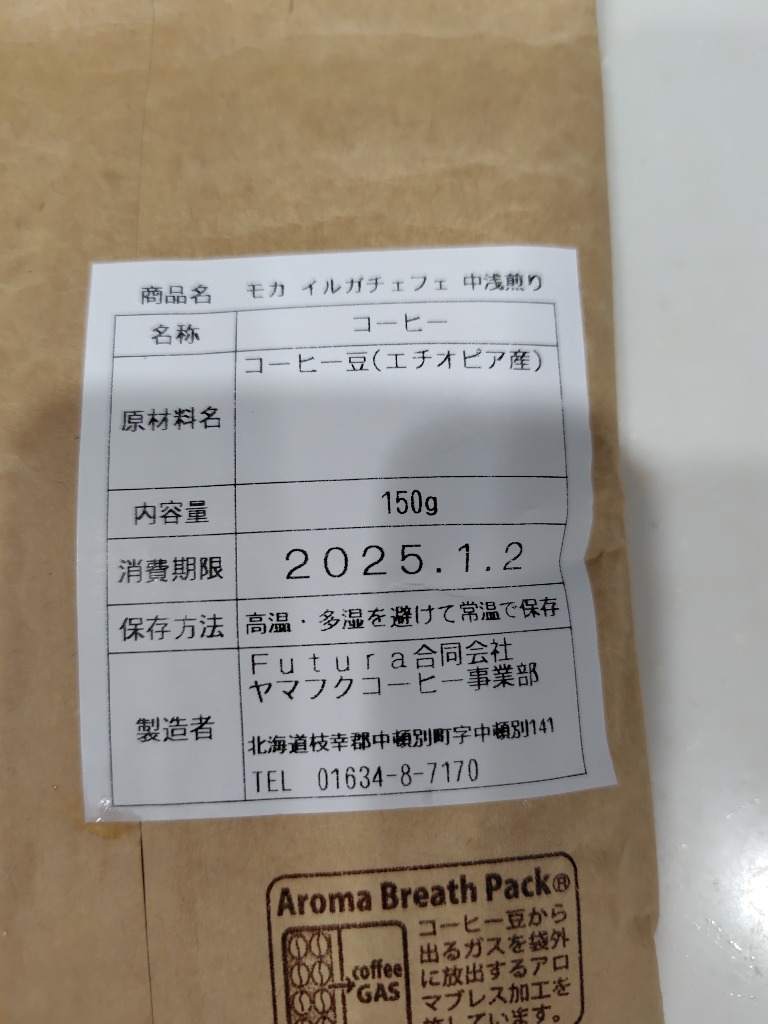 商品名 モカ イルガチェフェ 中浅煎り
名称 コーヒー
原材料名 コーヒー豆(エチオピア産)
内容量 150g
消費期限 2025.1.2
保存方法 高温・多湿を避けて常温で保存
製造者 Futura合同会社
ヤマフクコーヒー事業部
北海道枝幸郡中頓別町字中頓別141
TEL 01634-8-7170
Aroma Breath Pack®
coffee
GAS
コーヒー豆から
出るガスを袋外
に放出するアロ
マブレス加工を
施しています。